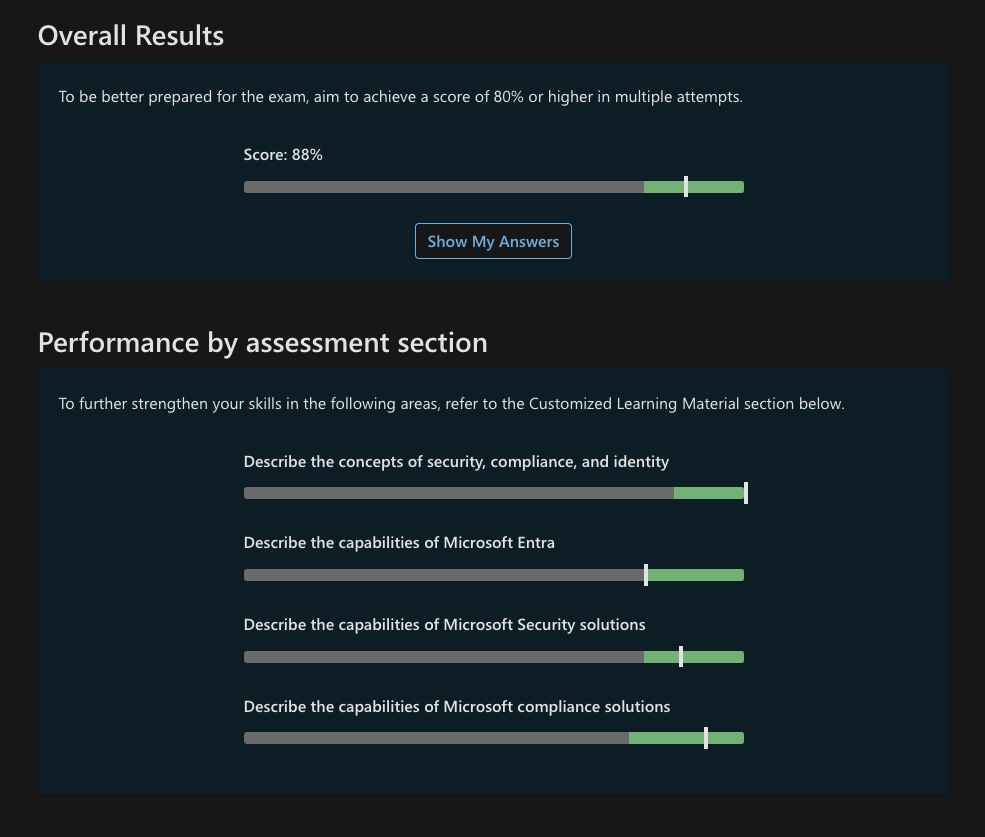 Overall Results
To be better prepared for the exam, aim to achieve a score of 80% or higher in multiple attempts.
Score: 88%
Show My Answers
Performance by assessment section
To further strengthen your skills in the following areas, refer to the Customized Learning Material section below.
Describe the concepts of security, compliance, and identity
Describe the capabilities of Microsoft Entra
Describe the capabilities of Microsoft Security solutions
Describe the capabilities of Microsoft compliance solutions